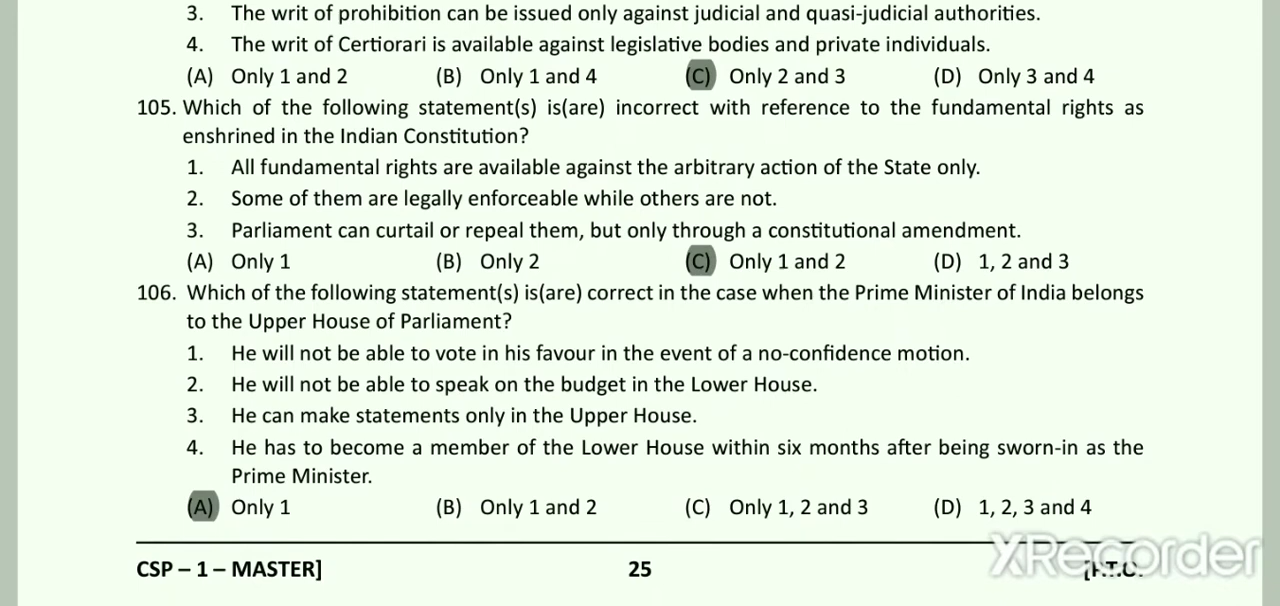 3. The writ of prohibition can be issued only against judicial and quasi-judicial authorities.
4. The writ of Certiorari is available against legislative bodies and private individuals.
(A) Only 1 and 2 (B) Only 1 and 4 (C) Only 2 and 3 (D) Only 3 and 4
105. Which of the following statement(s) is(are) incorrect with reference to the fundamental rights as
enshrined in the Indian Constitution?
1. All fundamental rights are available against the arbitrary action of the State only.
2. Some of them are legally enforceable while others are not.
3. Parliament can curtail or repeal them, but only through a constitutional amendment.
(A) Only 1 (B) Only 2 (C) Only 1 and 2 (D) 1, 2 and 3
106. Which of the following statement(s) is(are) correct in the case when the Prime Minister of India belongs
to the Upper House of Parliament?
1. He will not be able to vote in his favour in the event of a no-confidence motion.
2. He will not be able to speak on the budget in the Lower House.
3. He can make statements only in the Upper House.
4. He has to become a member of the Lower House within six months after being sworn-in as the
Prime Minister.
(A) Only 1 (B) Only 1 and 2 (C) Only 1, 2 and 3 (D) 1, 2, 3 and 4
XRecorder
CSP – 1 – MASTER] 25 [P.T.O.